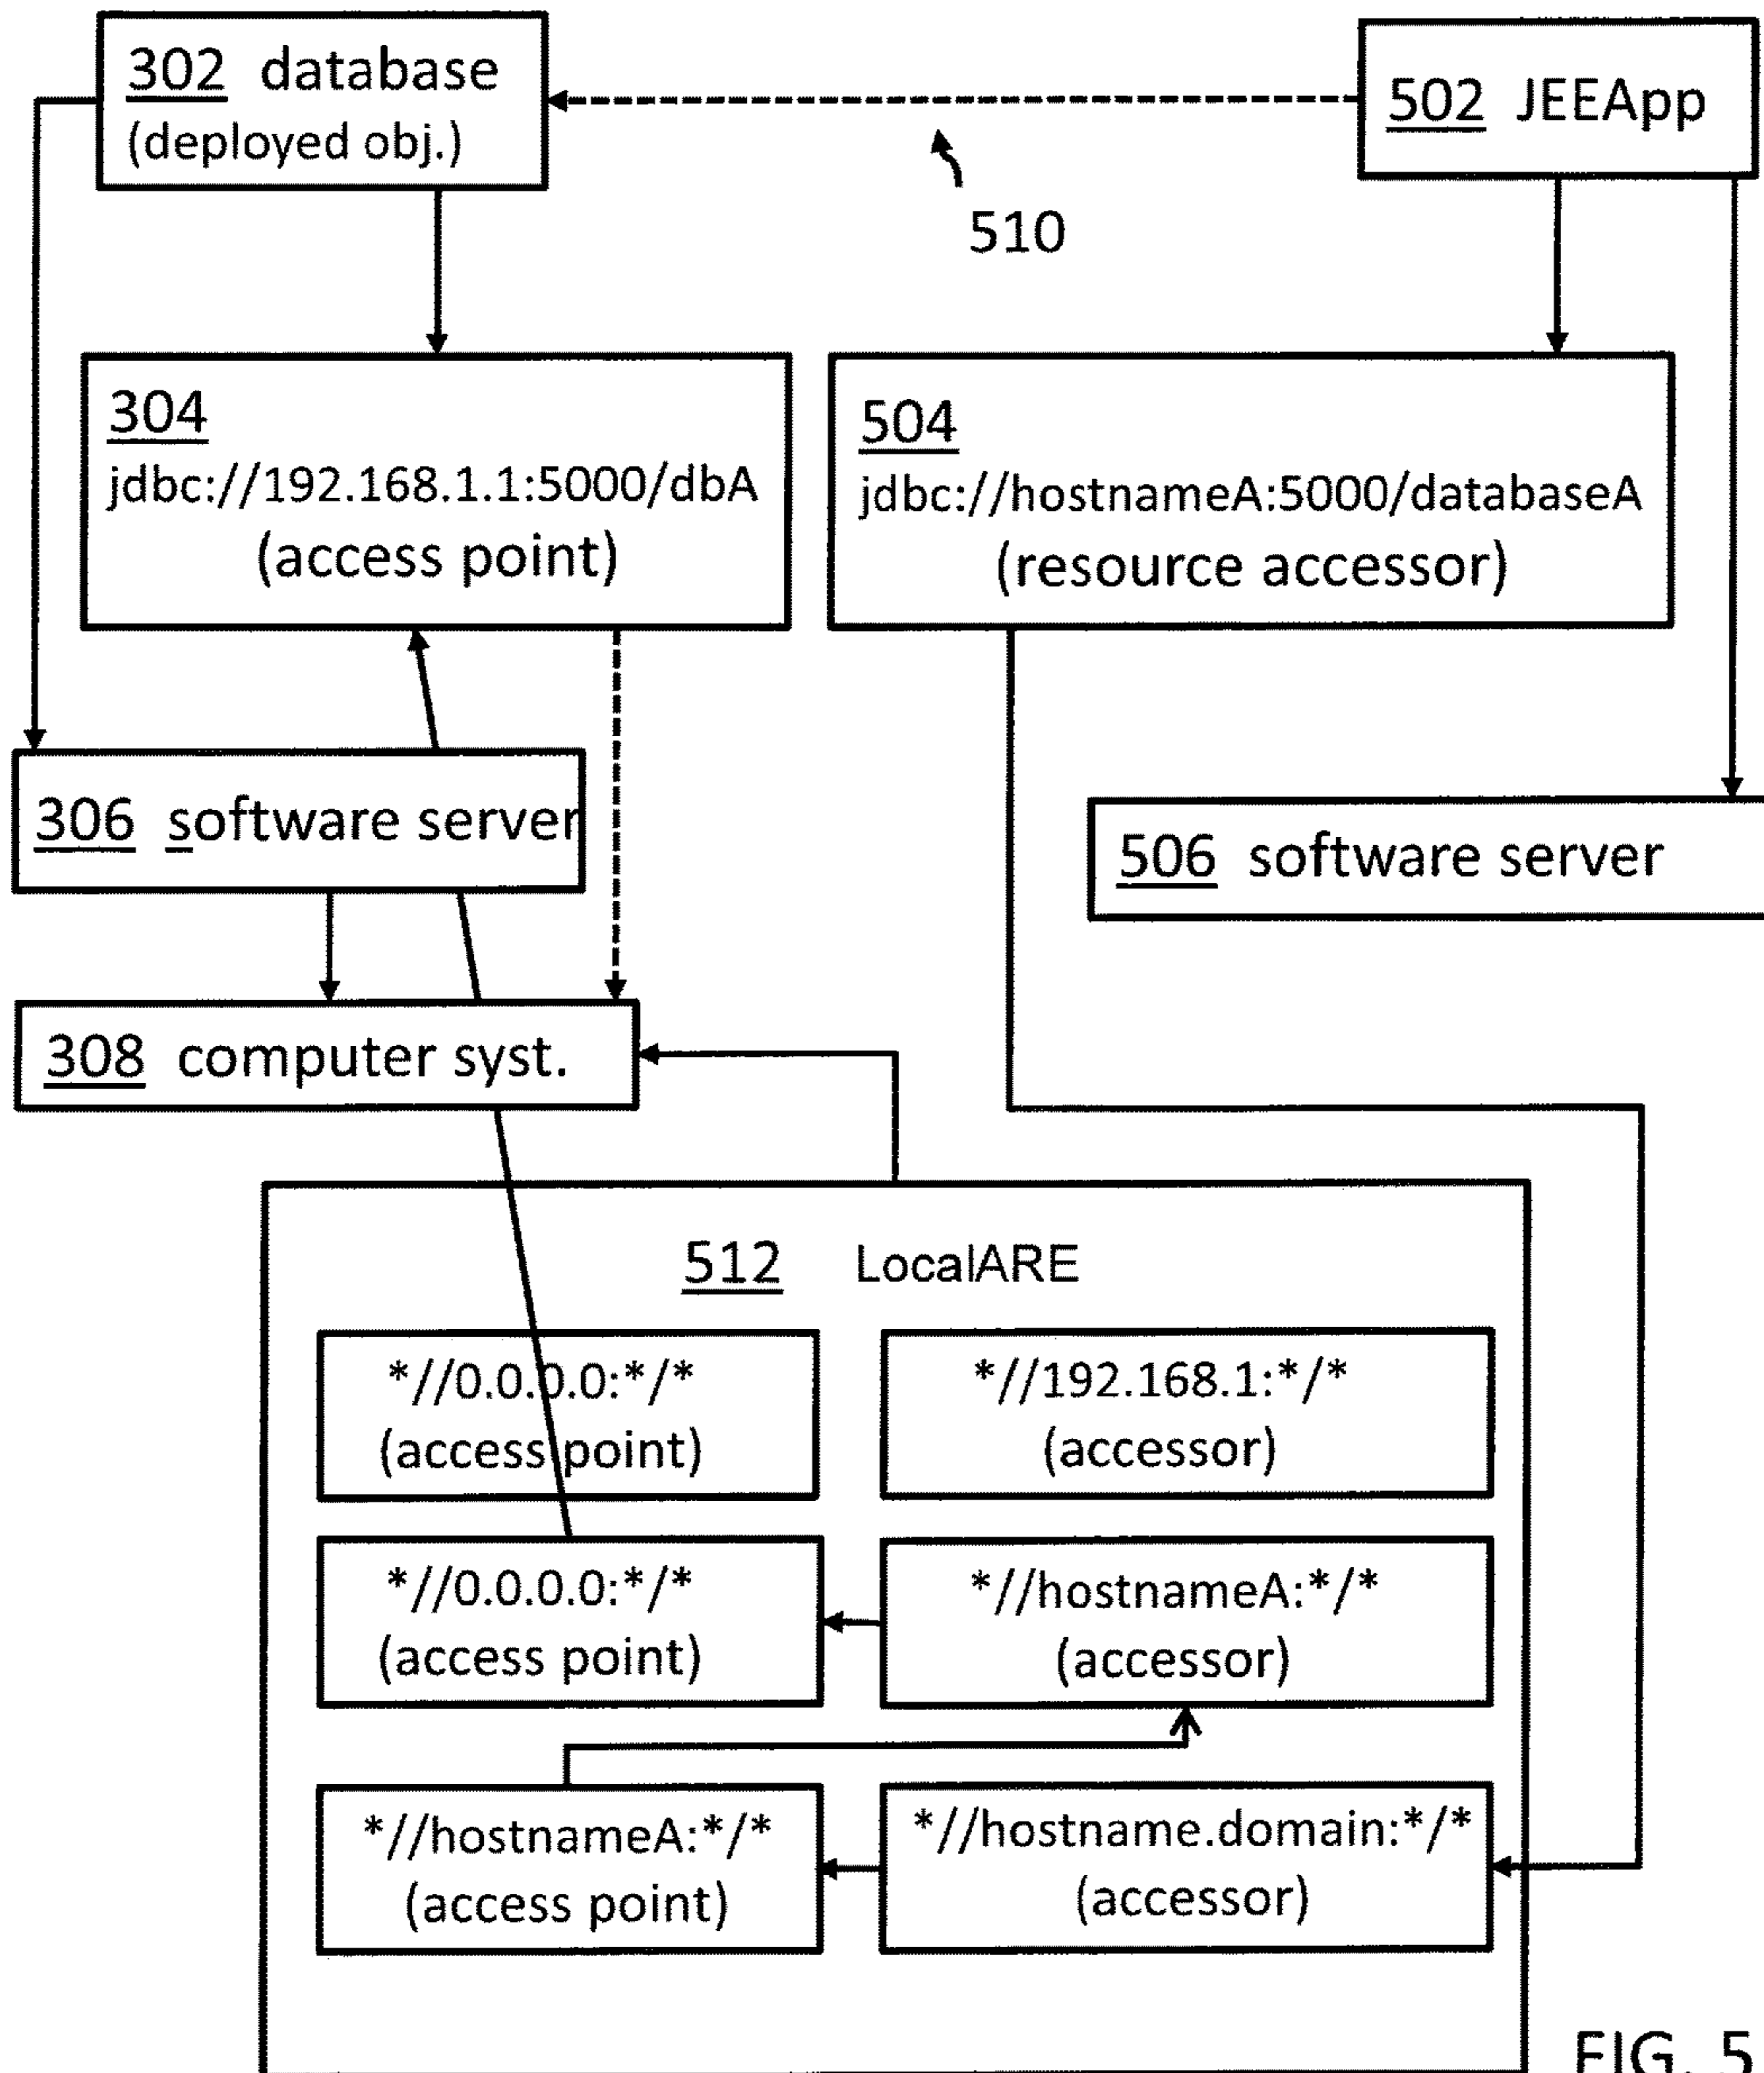 302 database
(deployed obj.)
502 JEEApp
510
304
jdbc://192.168.1.1:5000/dbA
(access point)
504
jdbc://hostnameA:5000/databaseA
(resource accessor)
306 software server
506 software server
308 computer syst.
512 LocalARE
*//0.0.0.0:*/*
(access point)
*//192.168.1:*/*
(accessor)
*//0.0.0.0:*/*
(access point)
*//hostnameA:*/*
(accessor)
*//hostnameA:*/*
(access point)
*//hostname.domain:*/*
(accessor)
FIG. 5